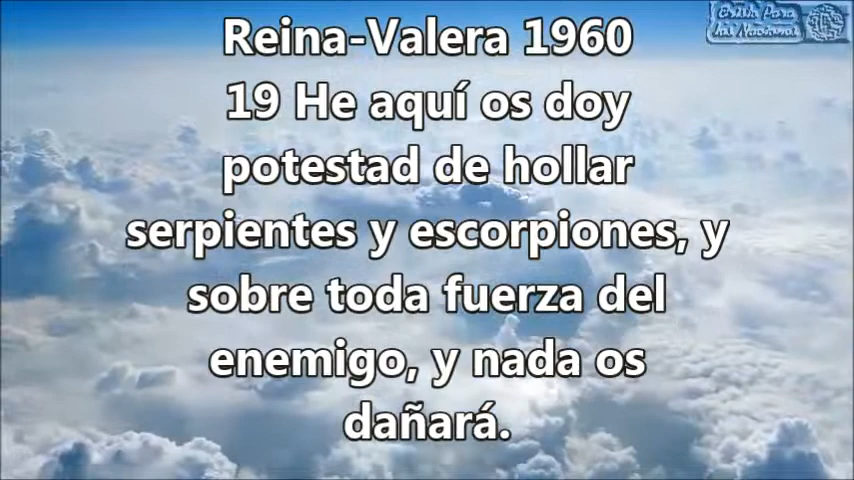 Reina-Valera 1960
19 He aquí os doy
potestad de hollar
serpientes y escorpiones, y
sobre toda fuerza del
enemigo, y nada os
dañará.